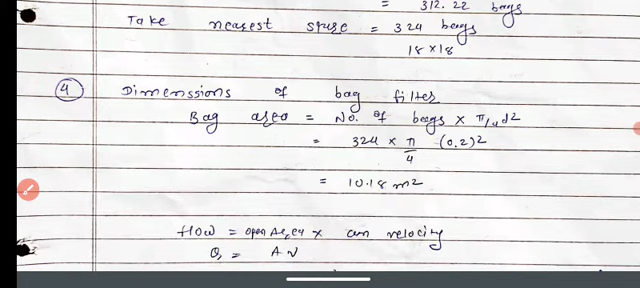 = 312.22 bags
Take nearest squre = 324 bags
18 × 18
④ Dimenssions of bag filter
Bag area = No. of bags × π/4 d2
= 324 × π/4 (0.2)2
= 10.18 m2
flow = open Area × can velocity
Q = A v